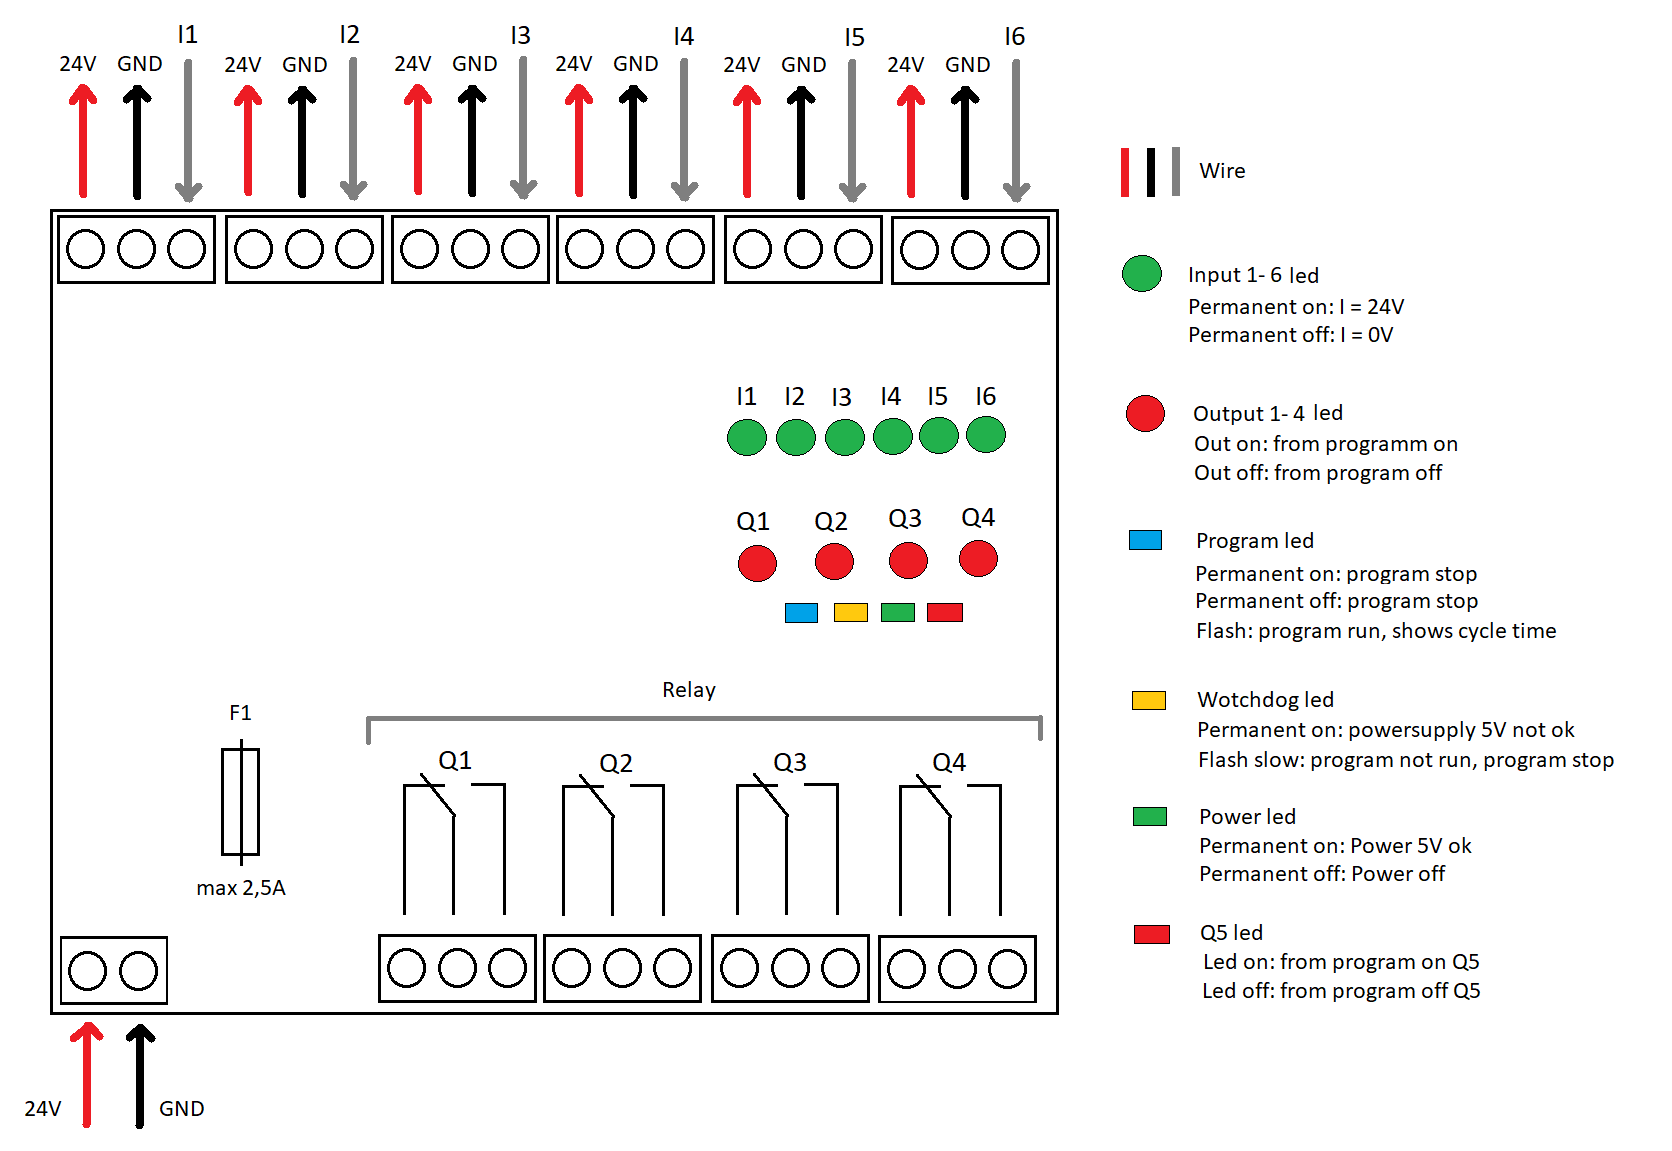 I1 I2 I3 I4 I5 I6
24V GND 24V GND 24V GND 24V GND 24V GND 24V GND
Wire
Input 1- 6 led
Permanent on: I = 24V
Permanent off: I = 0V
I1 I2 I3 I4 I5 I6
Output 1- 4 led
Out on: from programm on
Out off: from program off
Q1 Q2 Q3 Q4
Program led
Permanent on: program stop
Permanent off: program stop
Flash: program run, shows cycle time
Relay
F1
Wotchdog led
Permanent on: powersupply 5V not ok
Flash slow: program not run, program stop
Q1 Q2 Q3 Q4
Power led
Permanent on: Power 5V ok
Permanent off: Power off
max 2,5A
Q5 led
Led on: from program on Q5
Led off: from program off Q5
24V GND